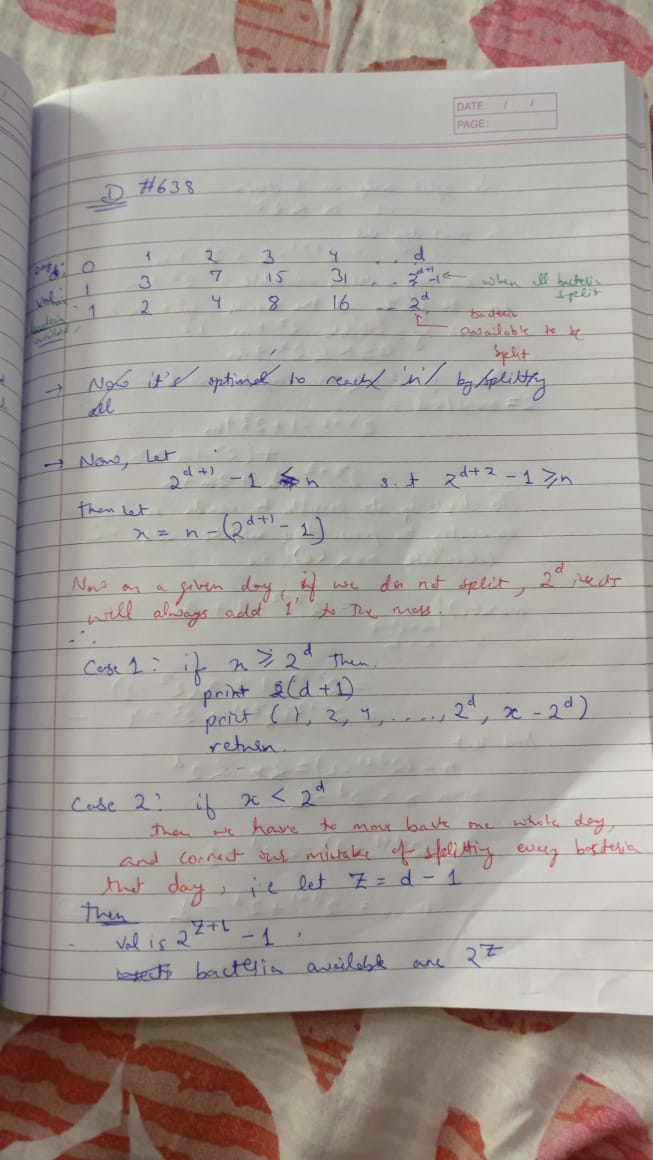 DATE: / /
PAGE:
D #638
Day d: 0 1 2 3 4 .. d
val: 1 3 7 15 31 .. 2^{d+1}-1 ← when all bacteria split
bacteria available 1 2 4 8 16 .. 2^d
bacteria available to be split
→ Now it's optimal to reach 'n' by splitting
all
→ Now, Let
2^{d+1} - 1 ≤ n s.t 2^{d+2} - 1 ≥ n
then let
x = n - (2^{d+1} - 1)
Now on a given day, if we do not split, 2^d
will always add '1' to the mass.
∴
Case 1: if x ≥ 2^d then.
print (d+1)
print (1, 2, 4, ....., 2^d, x - 2^d)
return.
Case 2: if x < 2^d
then we have to move back one whole day,
and correct our mistake of splitting every bacteria
that day, i.e let Z = d - 1
Then
val is 2^{Z+1} - 1
bacteria available are 2^Z